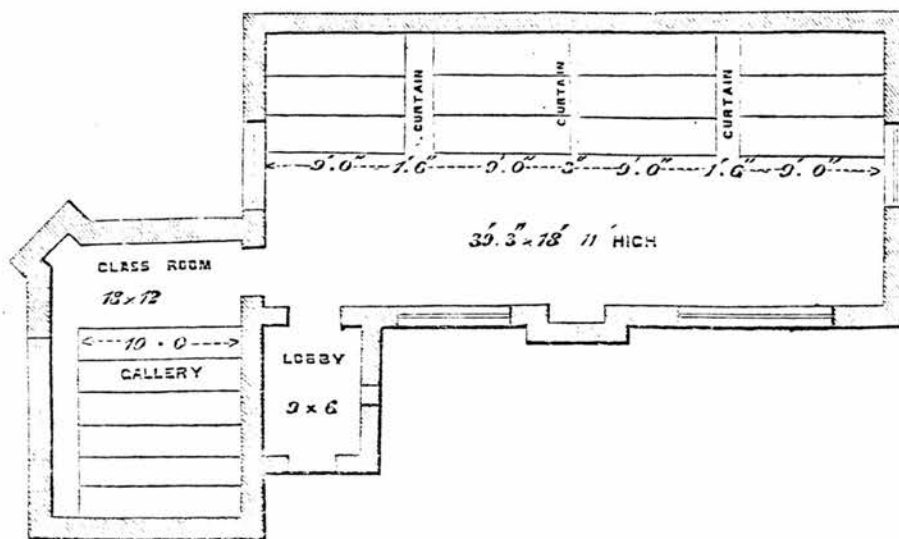 CURTAIN
CURTAIN
CURTAIN
9'.0" 1'.6" 9'.0" 3" 9'.0" 1'.6" 9'.0"
39'.3" × 18' 11' HIGH
CLASS ROOM
18 × 12
10 . 0
GALLERY
LOBBY
9 × 6